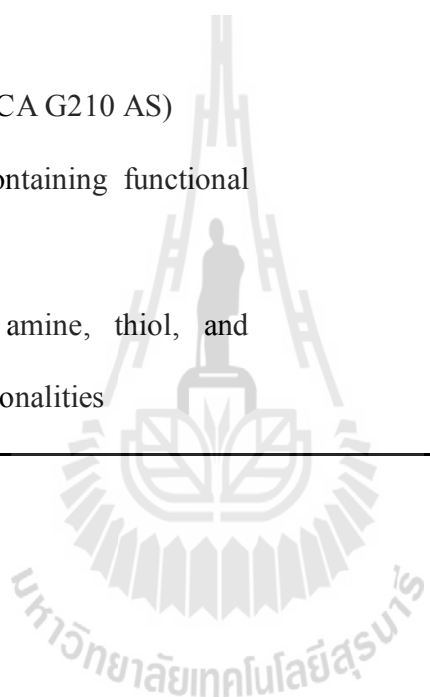 CA G210 AS)
ontaining functional
amine, thiol, and
onalities
มหาวิทยาลัยเทคโนโลยีสุรนารี